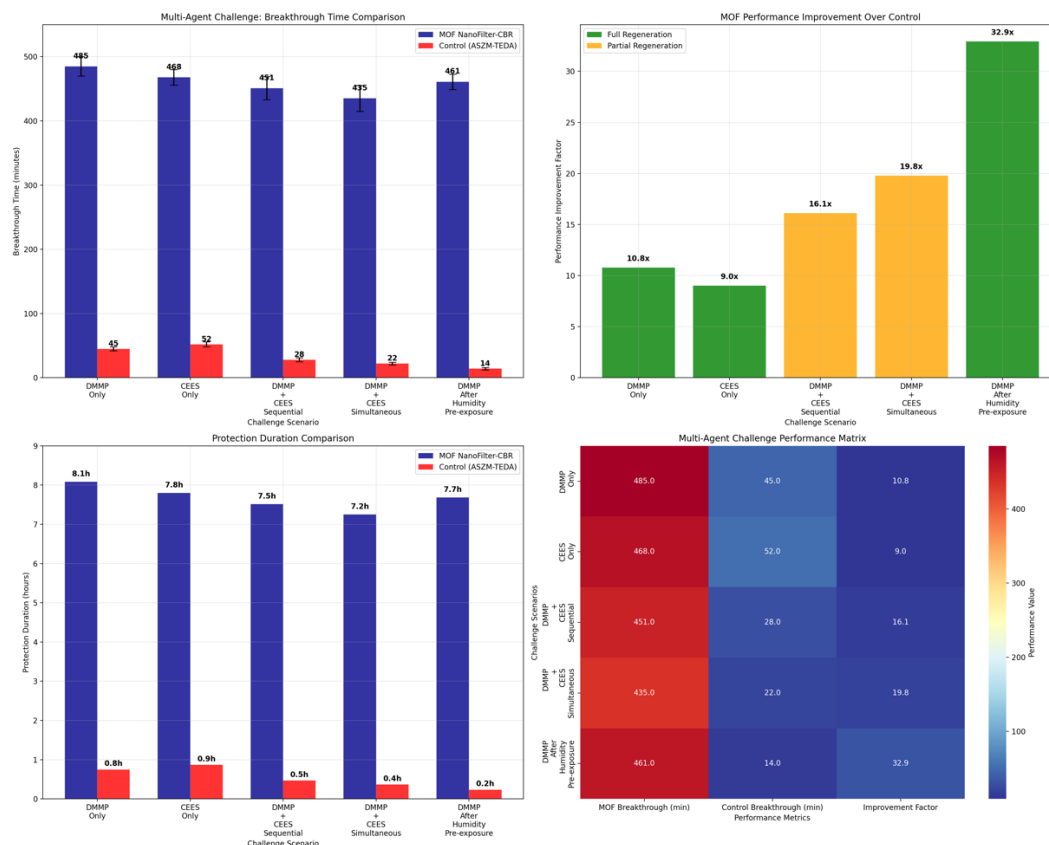 Multi-Agent Challenge: Breakthrough Time Comparison
MOF NanoFilter-CBR
Control (ASZM-TEDA)
Breakthrough Time (minutes)
500
400
300
200
100
0
485
45
468
52
451
28
435
22
461
14
DMMP
Only
CEES
Only
DMMP
+
CEES
Sequential
DMMP
+
CEES
Simultaneous
DMMP
After
Humidity
Pre-exposure
Challenge Scenario
MOF Performance Improvement Over Control
Full Regeneration
Partial Regeneration
Performance Improvement Factor
30
25
20
15
10
5
0
10.8x
9.0x
16.1x
19.8x
32.9x
DMMP
Only
CEES
Only
DMMP
+
CEES
Sequential
DMMP
+
CEES
Simultaneous
DMMP
After
Humidity
Pre-exposure
Challenge Scenario
Protection Duration Comparison
MOF NanoFilter-CBR
Control (ASZM-TEDA)
Protection Duration (hours)
9
8
7
6
5
4
3
2
1
0
8.1h
0.8h
7.8h
0.9h
7.5h
0.5h
7.2h
0.4h
7.7h
0.2h
DMMP
Only
CEES
Only
DMMP
+
CEES
Sequential
DMMP
+
CEES
Simultaneous
DMMP
After
Humidity
Pre-exposure
Challenge Scenario
Multi-Agent Challenge Performance Matrix
Challenge Scenarios
DMMP
Only
485.0 45.0 10.8
CEES
Only
468.0 52.0 9.0
DMMP
+
CEES
Sequential
451.0 28.0 16.1
DMMP
+
CEES
Simultaneous
435.0 22.0 19.8
DMMP
After
Humidity
Pre-exposure
461.0 14.0 32.9
MOF Breakthrough (min) Control Breakthrough (min) Improvement Factor
Performance Metrics
400
300
200
100
Performance Value